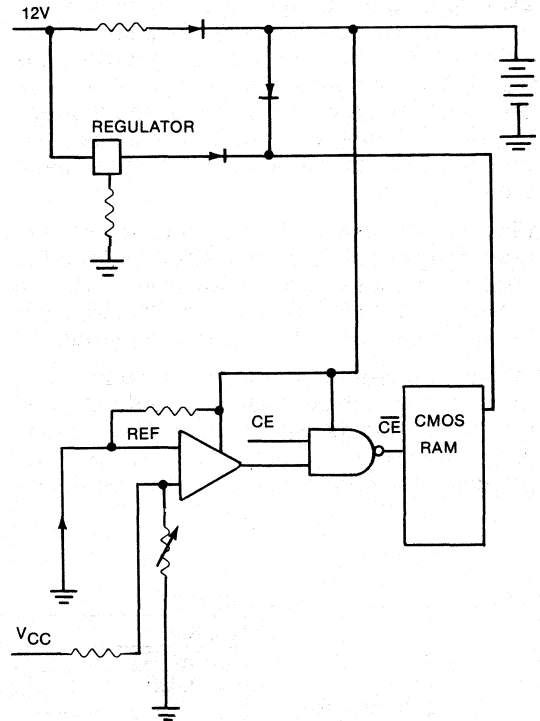 12V
REGULATOR
REF
CE
CE
CMOS
RAM
VCC